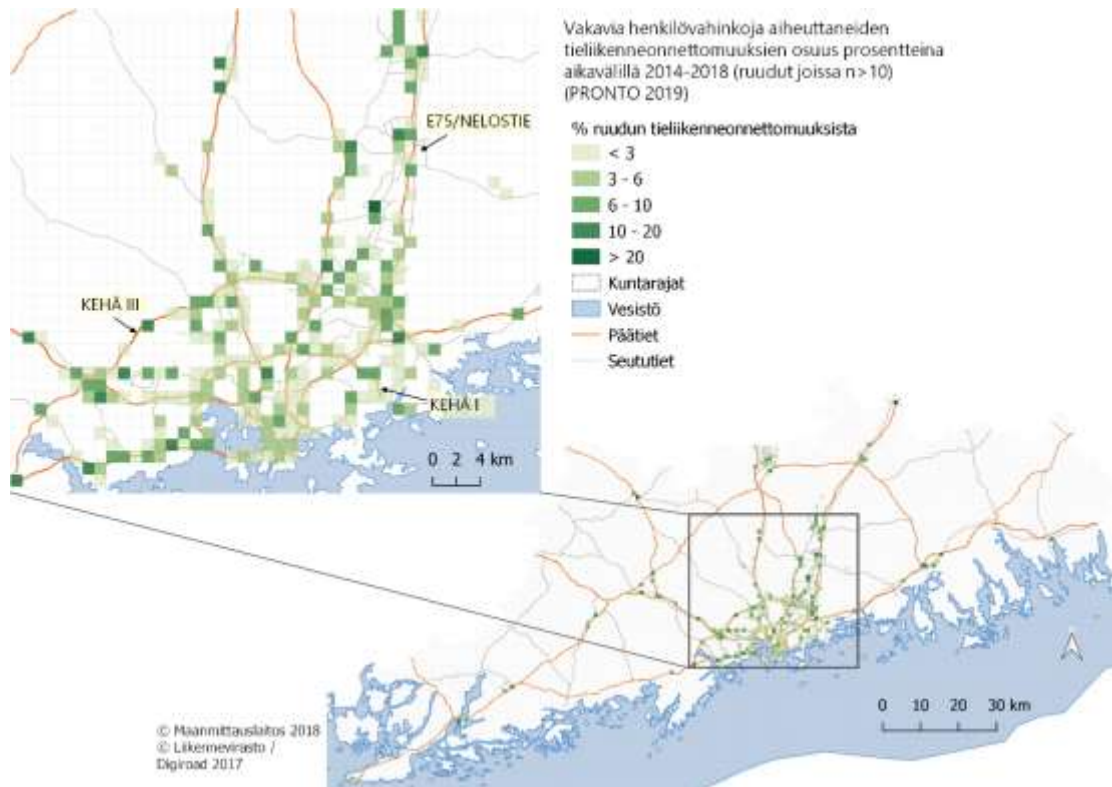 Vakavia henkilövahinkoja aiheuttaneiden
tieliikenneonnettomuuksien osuus prosentteina
aikavälillä 2014-2018 (ruudut joissa n>10)
(PRONTO 2019)
% ruudun tieliikenneonnettomuuksista
< 3
3 - 6
6 - 10
10 - 20
> 20
Kuntarajat
Vesistö
Päätiet
Seututiet
E75/NELOSTIE
KEHÄ III
KEHÄ I
0 2 4 km
0 10 20 30 km
© Maanmittauslaitos 2018
© Liikennevirasto /
Digiroad 2017